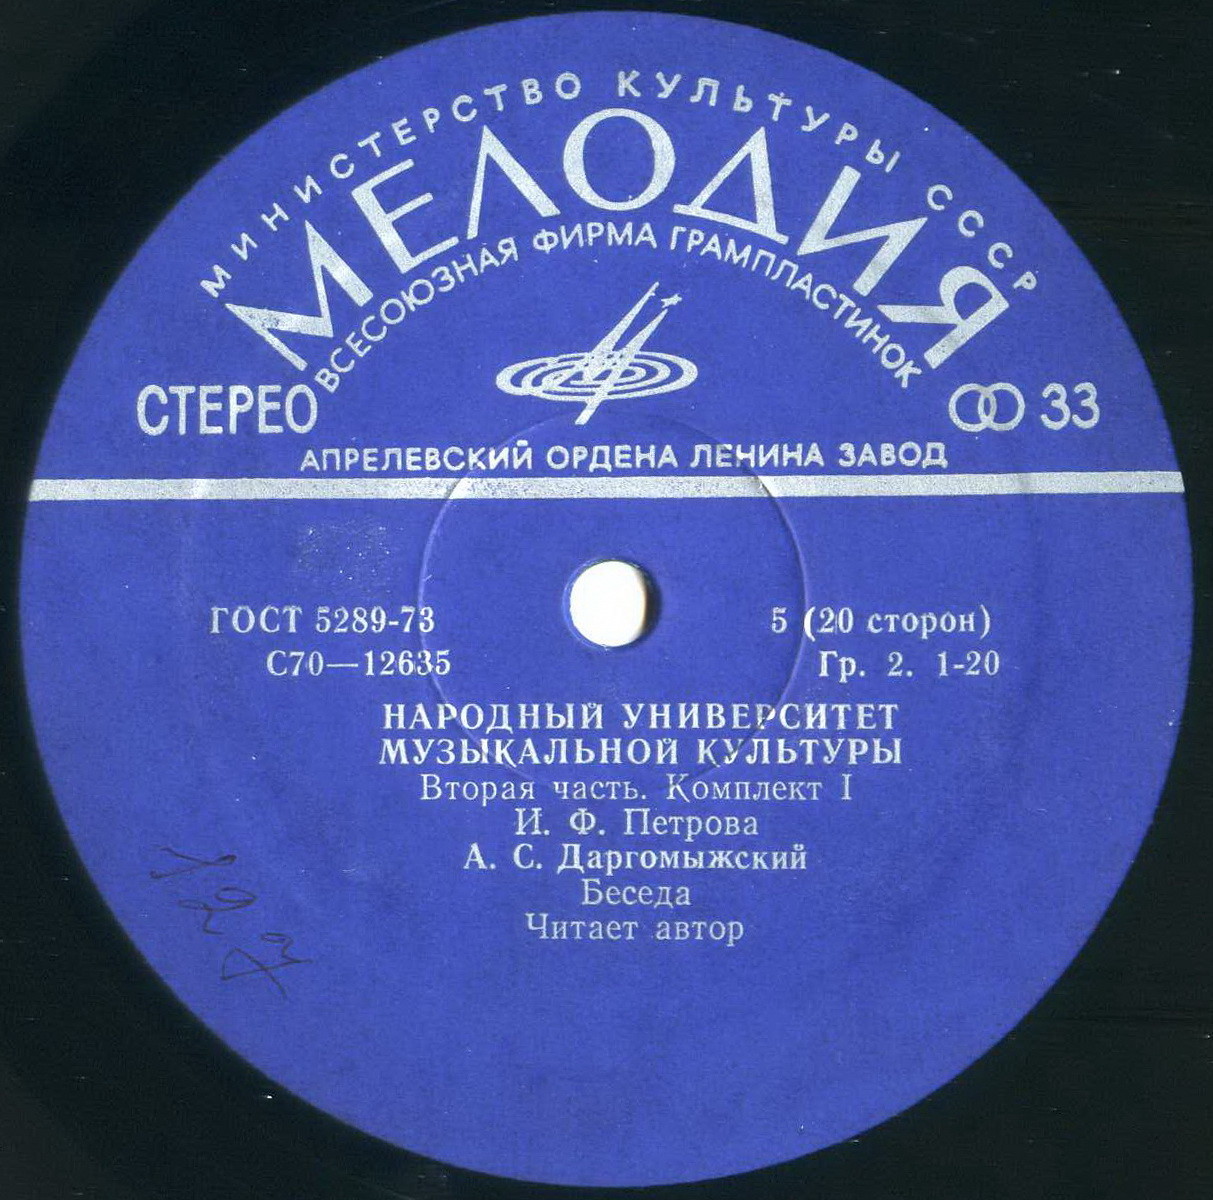 МИНИСТЕРСТВО КУЛЬТУРЫ СССР
МЕЛОДИЯ
ВСЕСОЮЗНАЯ ФИРМА ГРАМПЛАСТИНОК
СТЕРЕО
33
АПРЕЛЕВСКИЙ ОРДЕНА ЛЕНИНА ЗАВОД
ГОСТ 5289-73
5 (20 сторон)
С70—12635
Гр. 2. 1-20
НАРОДНЫЙ УНИВЕРСИТЕТ
МУЗЫКАЛЬНОЙ КУЛЬТУРЫ
Вторая часть. Комплект I
И. Ф. Петрова
А. С. Даргомыжский
Беседа
Читает автор